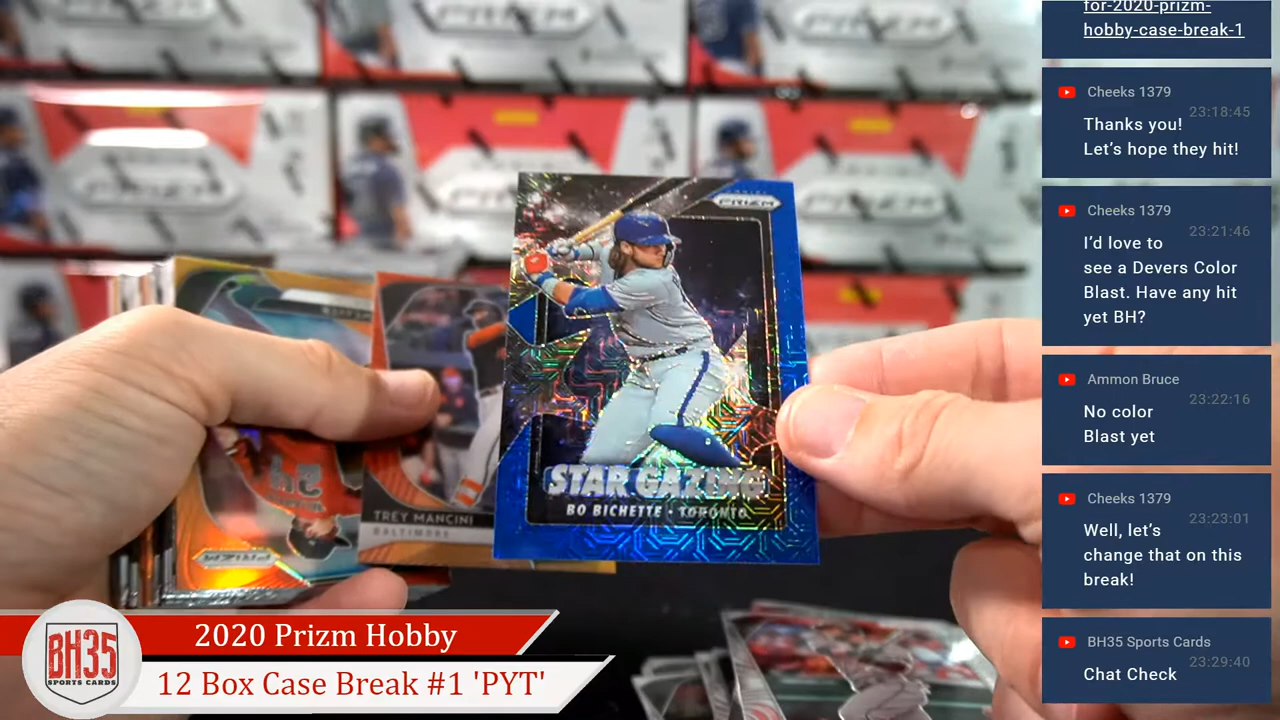 for-2020-prizm-
hobby-case-break-1
Cheeks 1379
23:18:45
Thanks you!
Let's hope they hit!
Cheeks 1379
23:21:46
I'd love to
see a Devers Color
Blast. Have any hit
yet BH?
Ammon Bruce
23:22:16
No color
Blast yet
Cheeks 1379
23:23:01
Well, let's
change that on this
break!
BH35 Sports Cards
23:29:40
Chat Check
PRIZM
STAR GAZING
BO BICHETTE • TORONTO
TREY MANCINI
BALTIMORE
PRIZM
BH35
SPORTS CARDS
2020 Prizm Hobby
12 Box Case Break #1 'PYT'